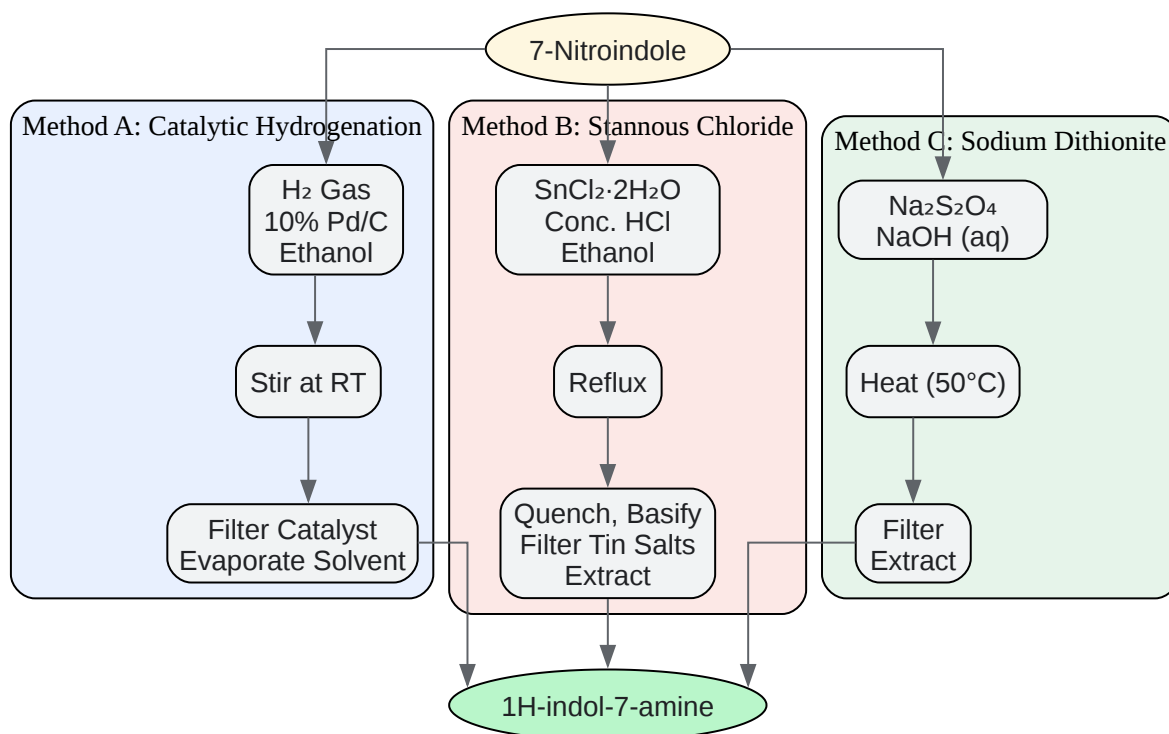 7-Nitroindole
Method A: Catalytic Hydrogenation
H₂ Gas
10% Pd/C
Ethanol
Stir at RT
Filter Catalyst
Evaporate Solvent
Method B: Stannous Chloride
SnCl₂·2H₂O
Conc. HCl
Ethanol
Reflux
Quench, Basify
Filter Tin Salts
Extract
Method C: Sodium Dithionite
Na₂S₂O₄
NaOH (aq)
Heat (50°C)
Filter
Extract
1H-indol-7-amine